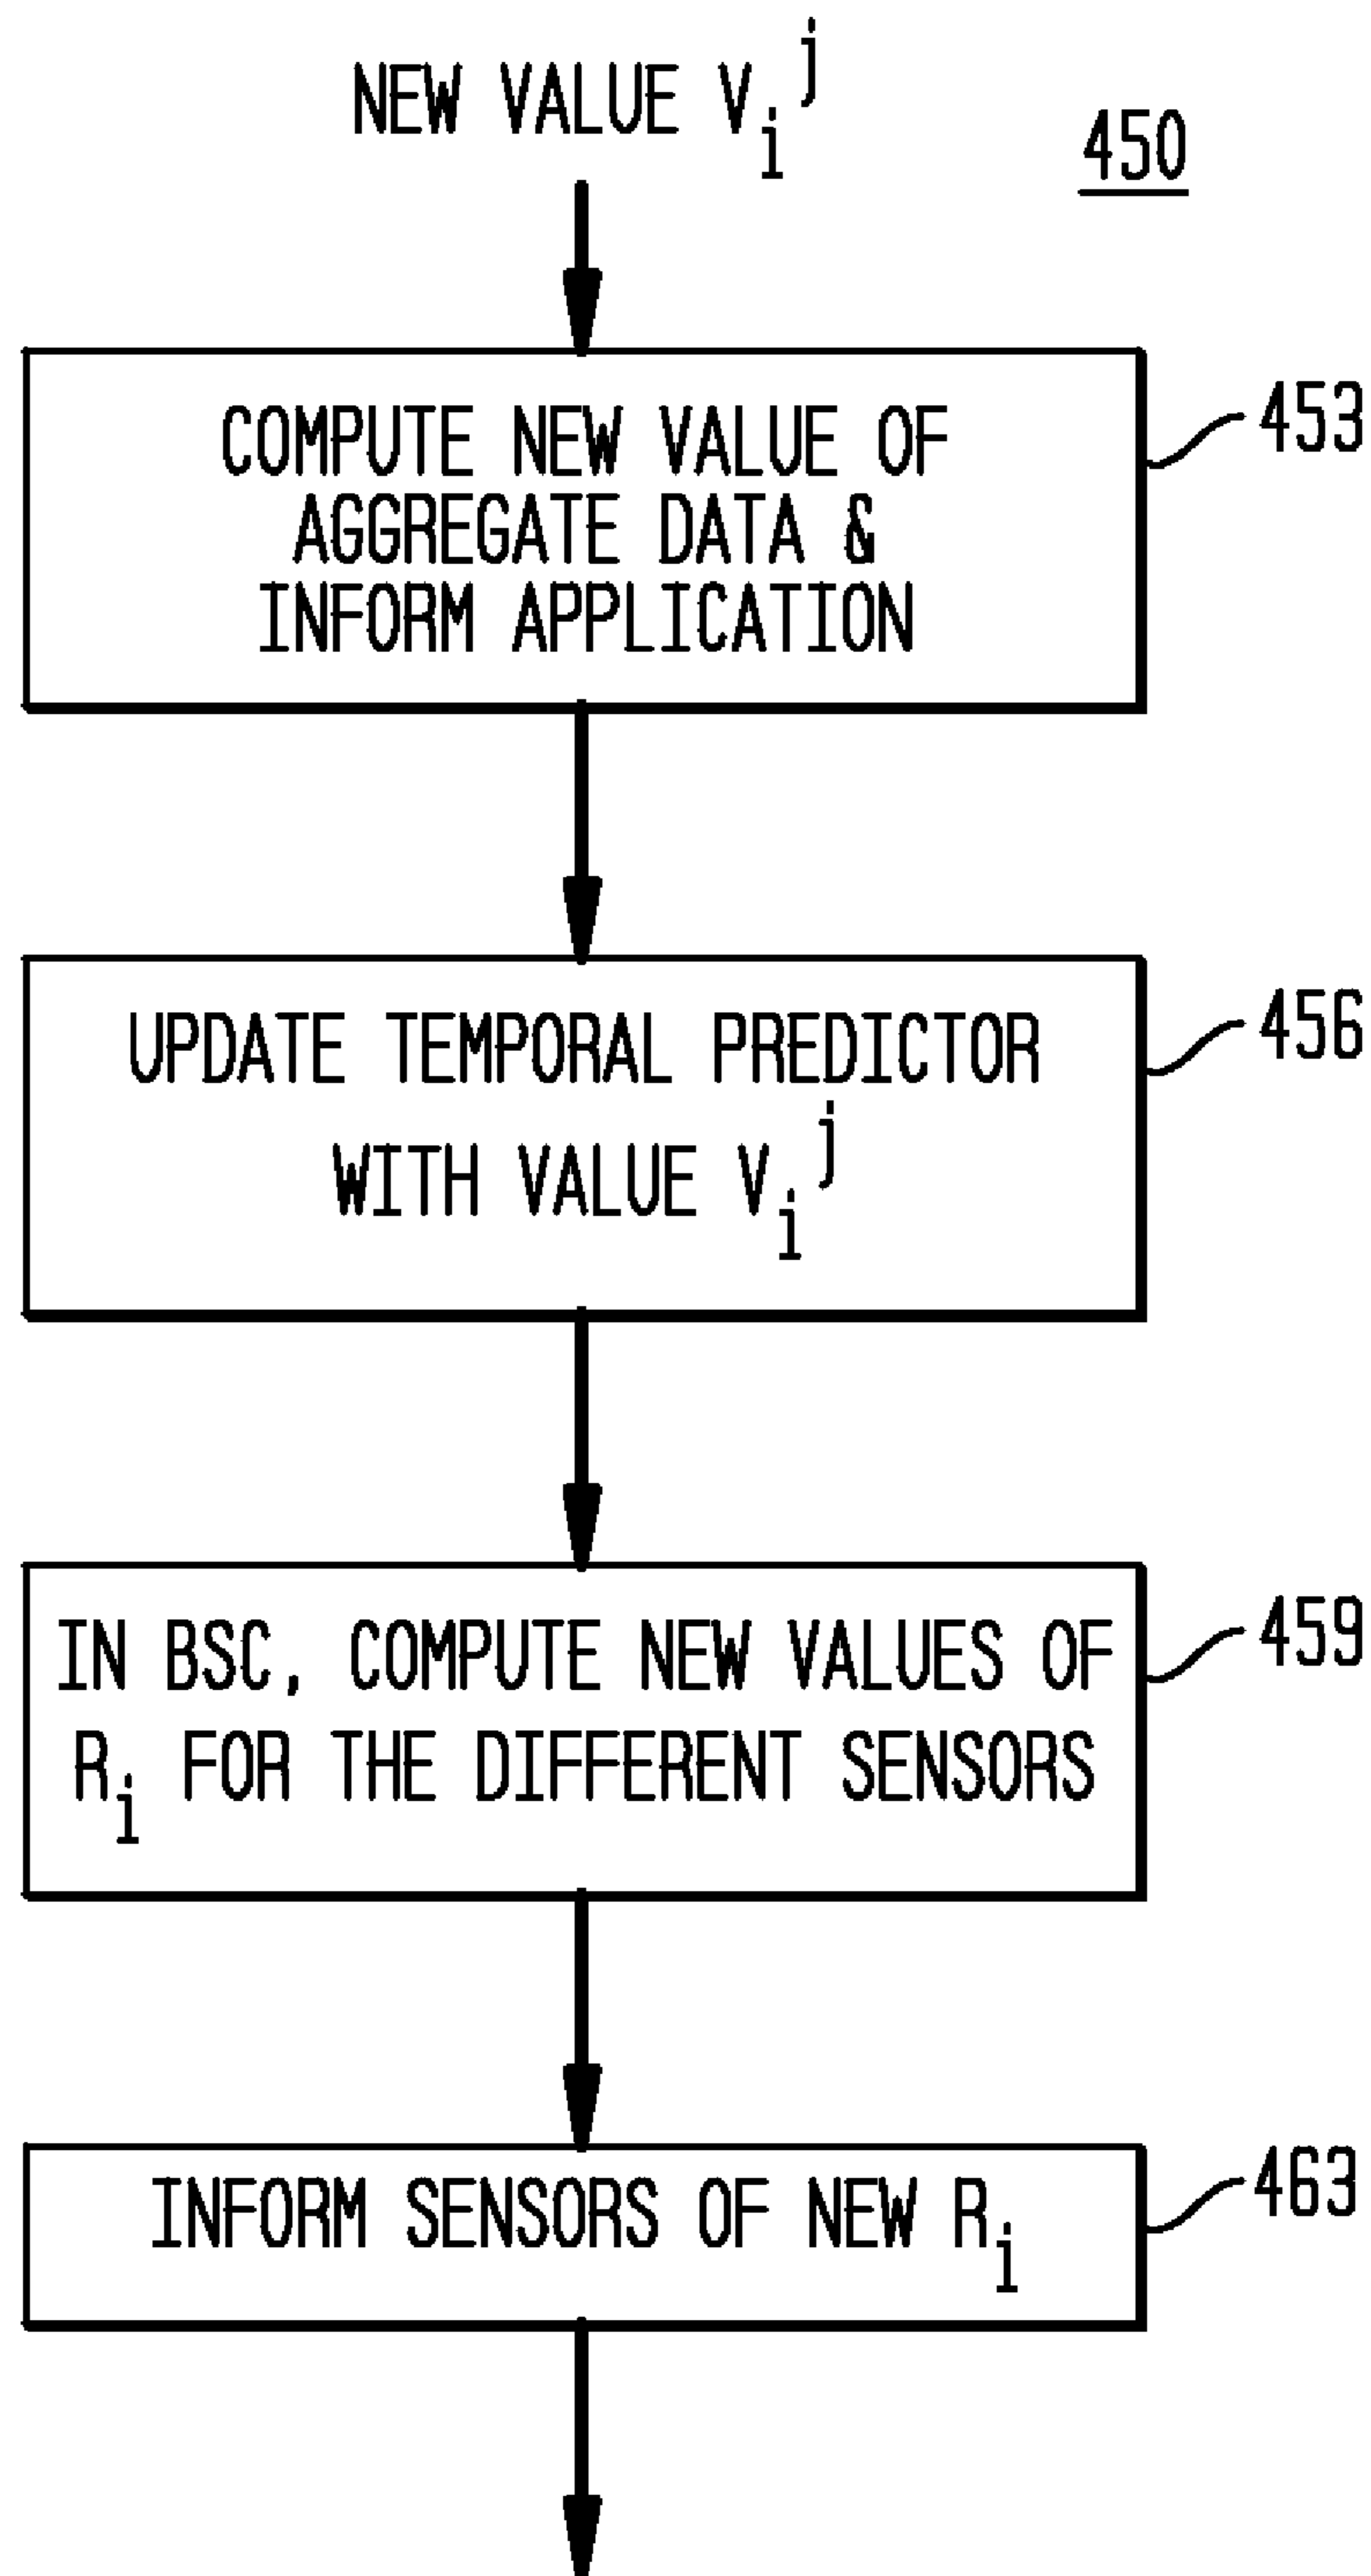 NEW VALUE V_i^j
450
COMPUTE NEW VALUE OF
AGGREGATE DATA &
INFORM APPLICATION
453
UPDATE TEMPORAL PREDICTOR
WITH VALUE V_i^j
456
IN BSC, COMPUTE NEW VALUES OF
R_i FOR THE DIFFERENT SENSORS
459
INFORM SENSORS OF NEW R_i
463